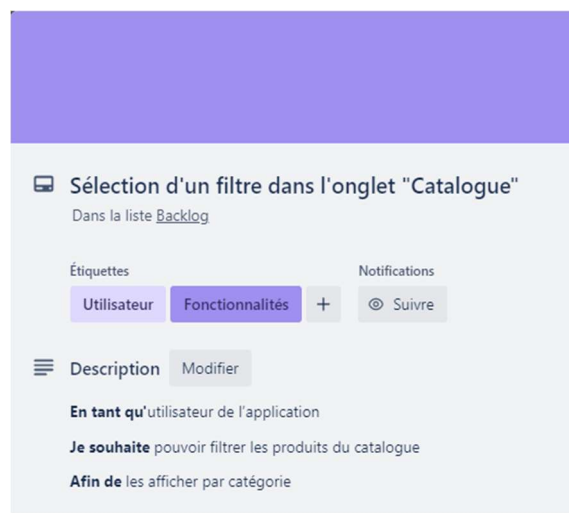 Sélection d'un filtre dans l'onglet "Catalogue"
Dans la liste Backlog
Étiquettes
Notifications
Utilisateur
Fonctionnalités
+
Suivre
Description
Modifier
En tant qu'utilisateur de l'application
Je souhaite pouvoir filtrer les produits du catalogue
Afin de les afficher par catégorie